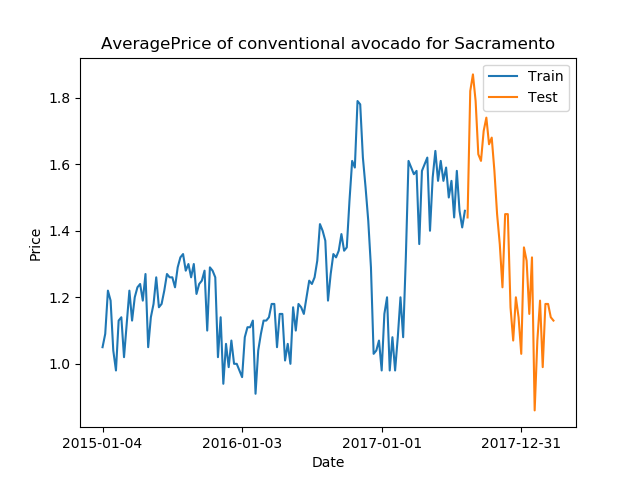 AveragePrice of conventional avocado for Sacramento
Train
Test
1.8
1.6
1.4
1.2
1.0
Price
2015-01-04
2016-01-03
2017-01-01
2017-12-31
Date